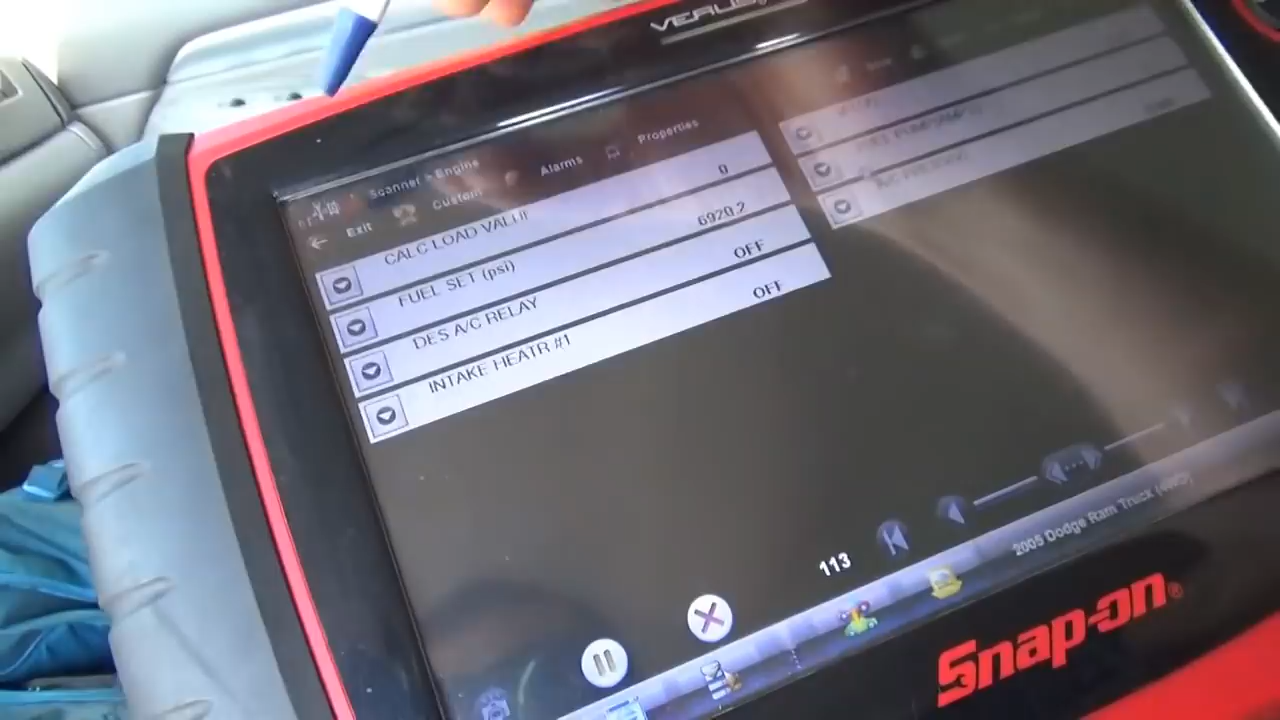 VERUS
Scanner > Engine
Exit
Custom
Alarms
Properties
CALC LOAD VALUE 0
FUEL SET (psi) 6920.2
DES A/C RELAY OFF
INTAKE HEATR #1 OFF
113
2005 Dodge Ram Truck (4WD)
Snap-on®